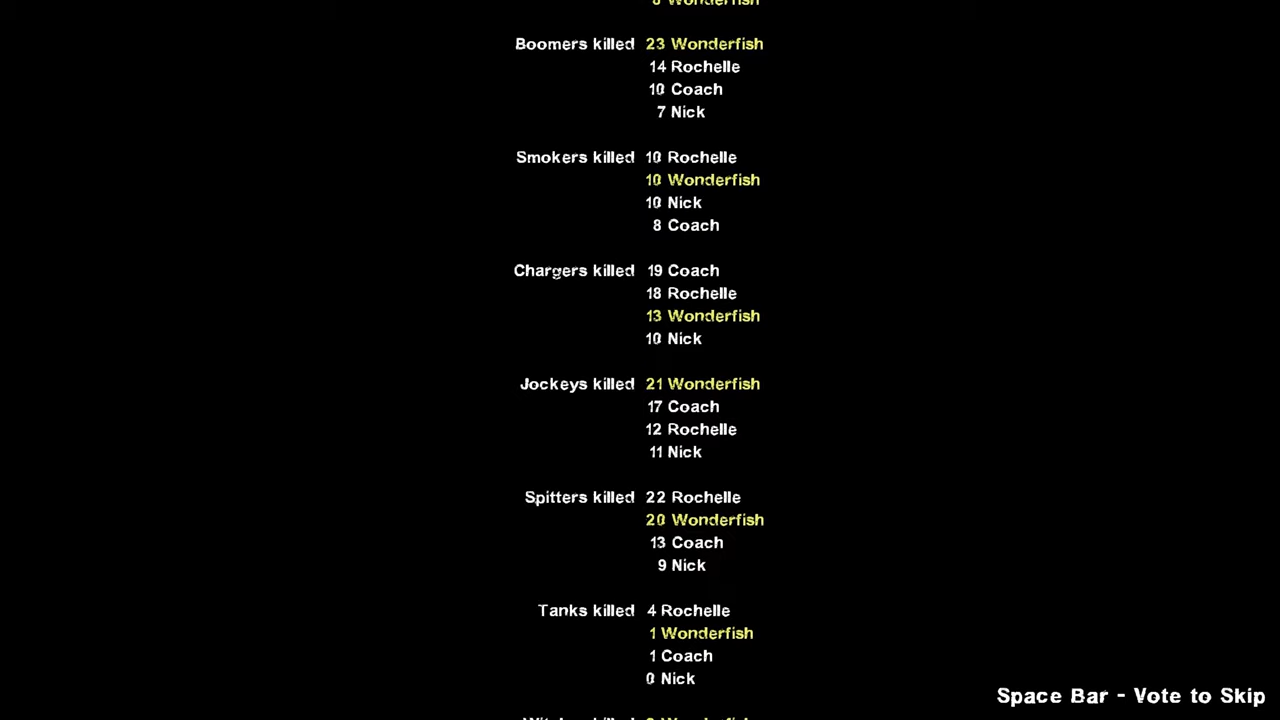 Wonderfish
Boomers killed 23 Wonderfish
14 Rochelle
10 Coach
7 Nick
Smokers killed 10 Rochelle
10 Wonderfish
10 Nick
8 Coach
Chargers killed 19 Coach
18 Rochelle
13 Wonderfish
10 Nick
Jockeys killed 21 Wonderfish
17 Coach
12 Rochelle
11 Nick
Spitters killed 22 Rochelle
20 Wonderfish
13 Coach
9 Nick
Tanks killed 4 Rochelle
1 Wonderfish
1 Coach
0 Nick
Space Bar - Vote to Skip